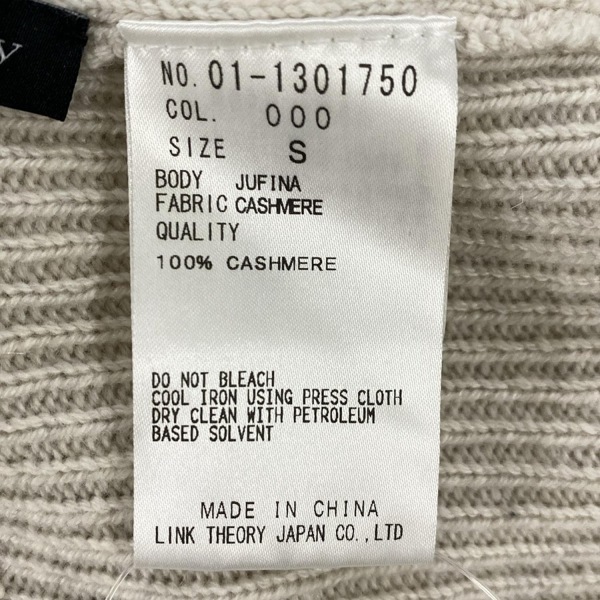 y
NO. 01-1301750
COL. 000
SIZE S
BODY JUFINA
FABRIC CASHMERE
QUALITY
100% CASHMERE
DO NOT BLEACH
COOL IRON USING PRESS CLOTH
DRY CLEAN WITH PETROLEUM
BASED SOLVENT
MADE IN CHINA
LINK THEORY JAPAN CO.,LTD